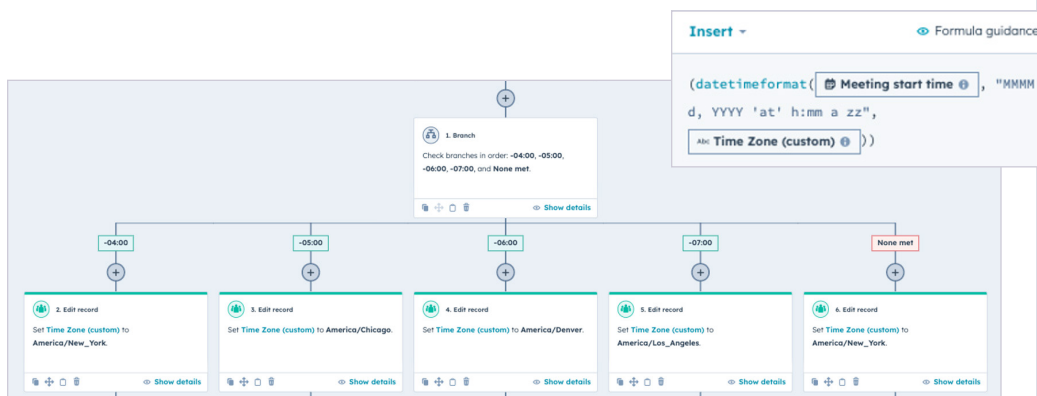 Insert
Formula guidance
(datetimeformat( Meeting start time , "MMMM
d, YYYY 'at' h:mm a zz",
Abc Time Zone (custom) ))
1. Branch
Check branches in order: -04:00, -05:00,
-06:00, -07:00, and None met.
Show details
-04:00
-05:00
-06:00
-07:00
None met
2. Edit record
Set Time Zone (custom) to
America/New_York.
Show details
3. Edit record
Set Time Zone (custom) to America/Chicago.
Show details
4. Edit record
Set Time Zone (custom) to America/Denver.
Show details
5. Edit record
Set Time Zone (custom) to
America/Los_Angeles.
Show details
6. Edit record
Set Time Zone (custom) to
America/New_York.
Show details